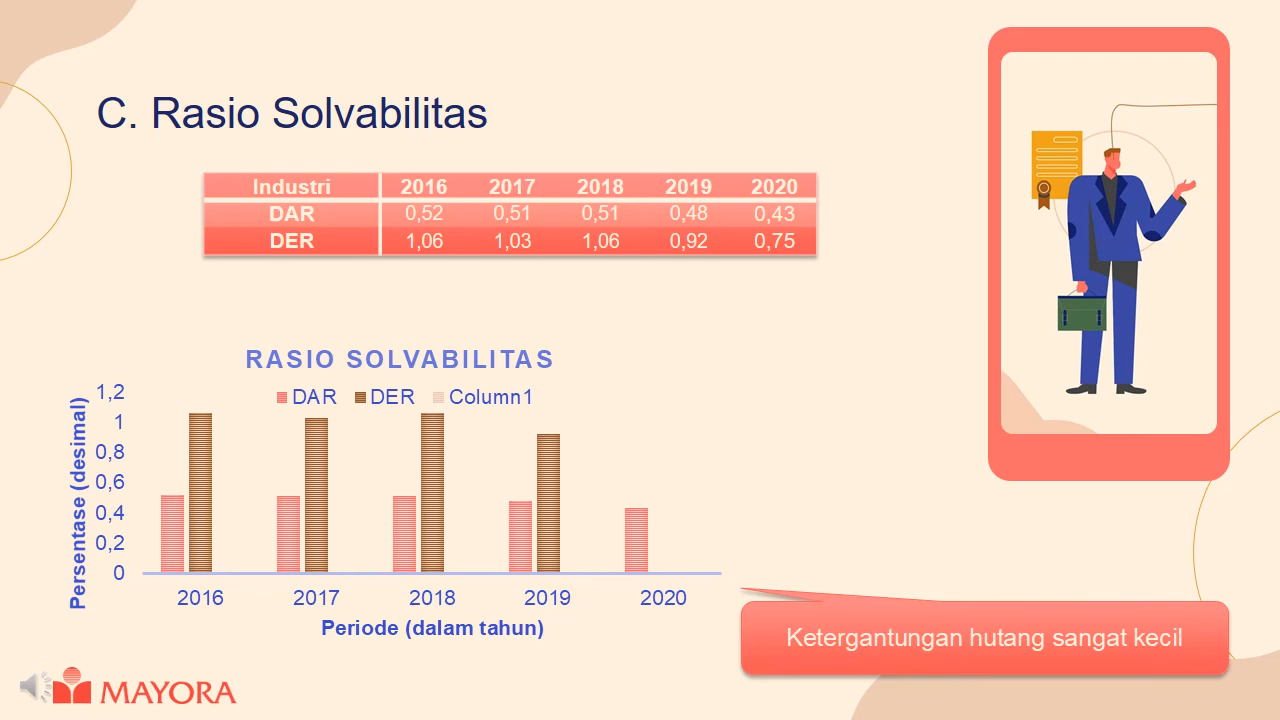 C. Rasio Solvabilitas
Industri 2016 2017 2018 2019 2020
DAR 0,52 0,51 0,51 0,48 0,43
DER 1,06 1,03 1,06 0,92 0,75
RASIO SOLVABILITAS
DAR DER Column1
Persentase (desimal)
1,2
1
0,8
0,6
0,4
0,2
0
2016 2017 2018 2019 2020
Periode (dalam tahun)
Ketergantungan hutang sangat kecil
MAYORA